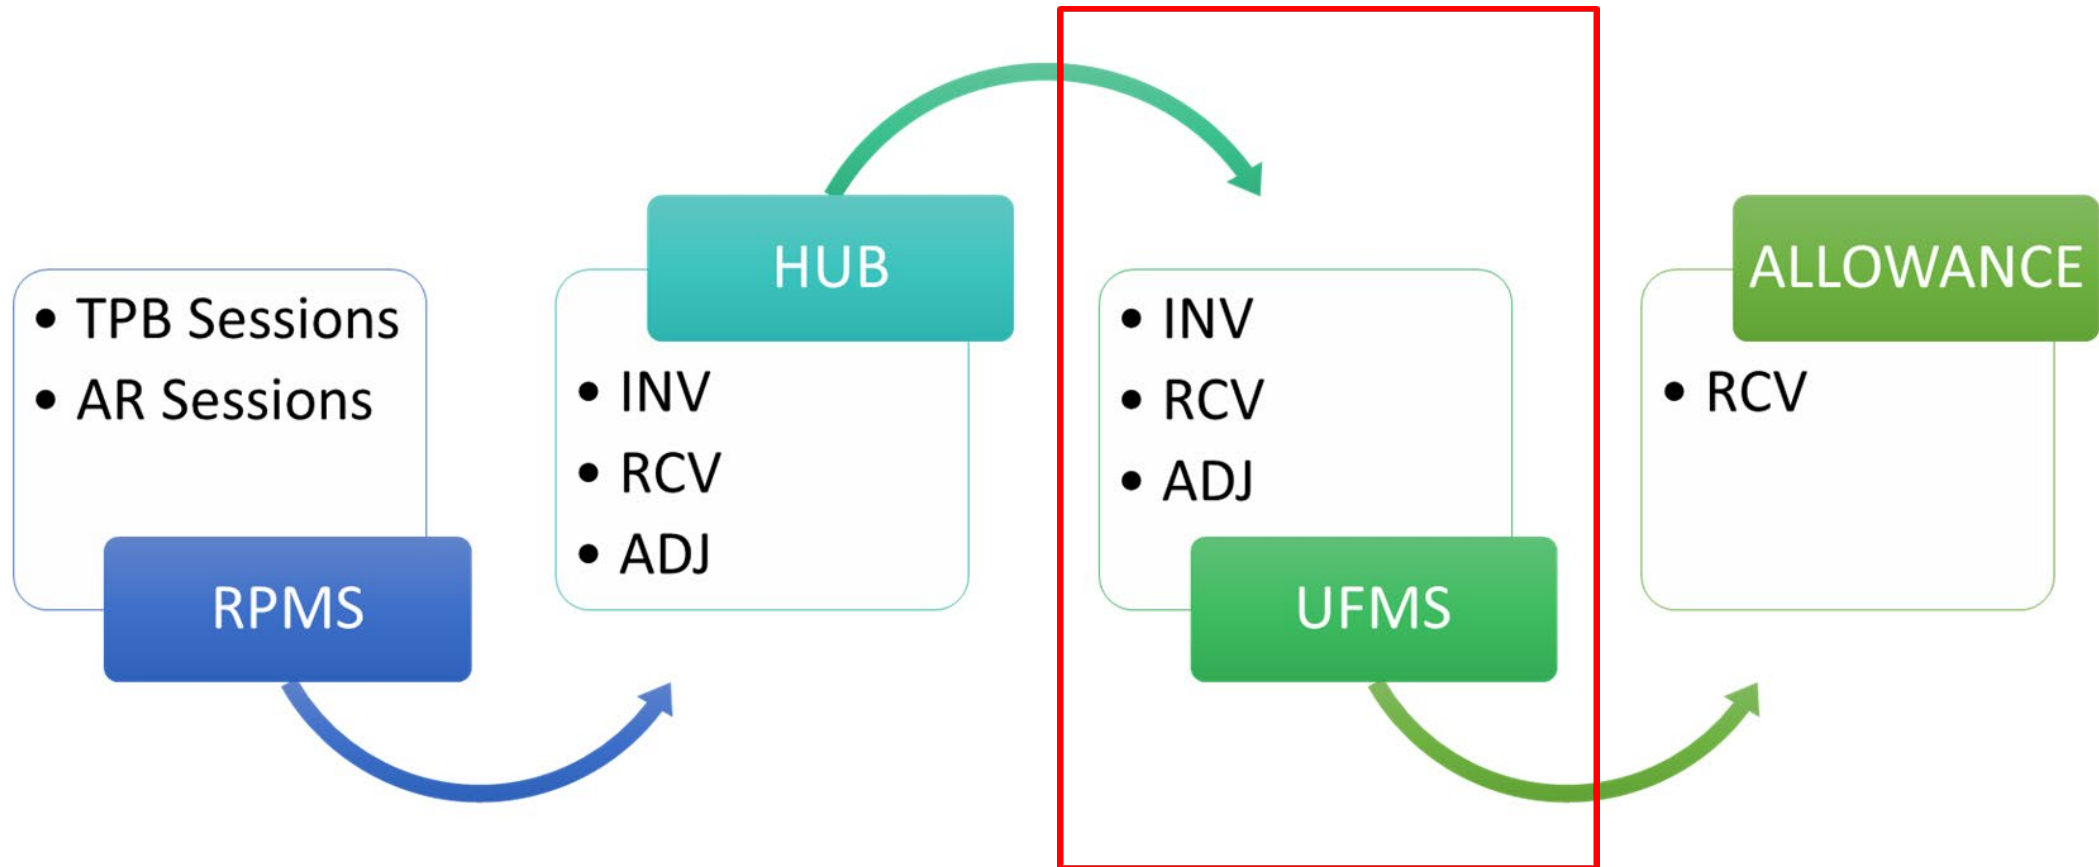 • TPB Sessions
• AR Sessions
RPMS
HUB
• INV
• RCV
• ADJ
• INV
• RCV
• ADJ
UFMS
ALLOWANCE
• RCV